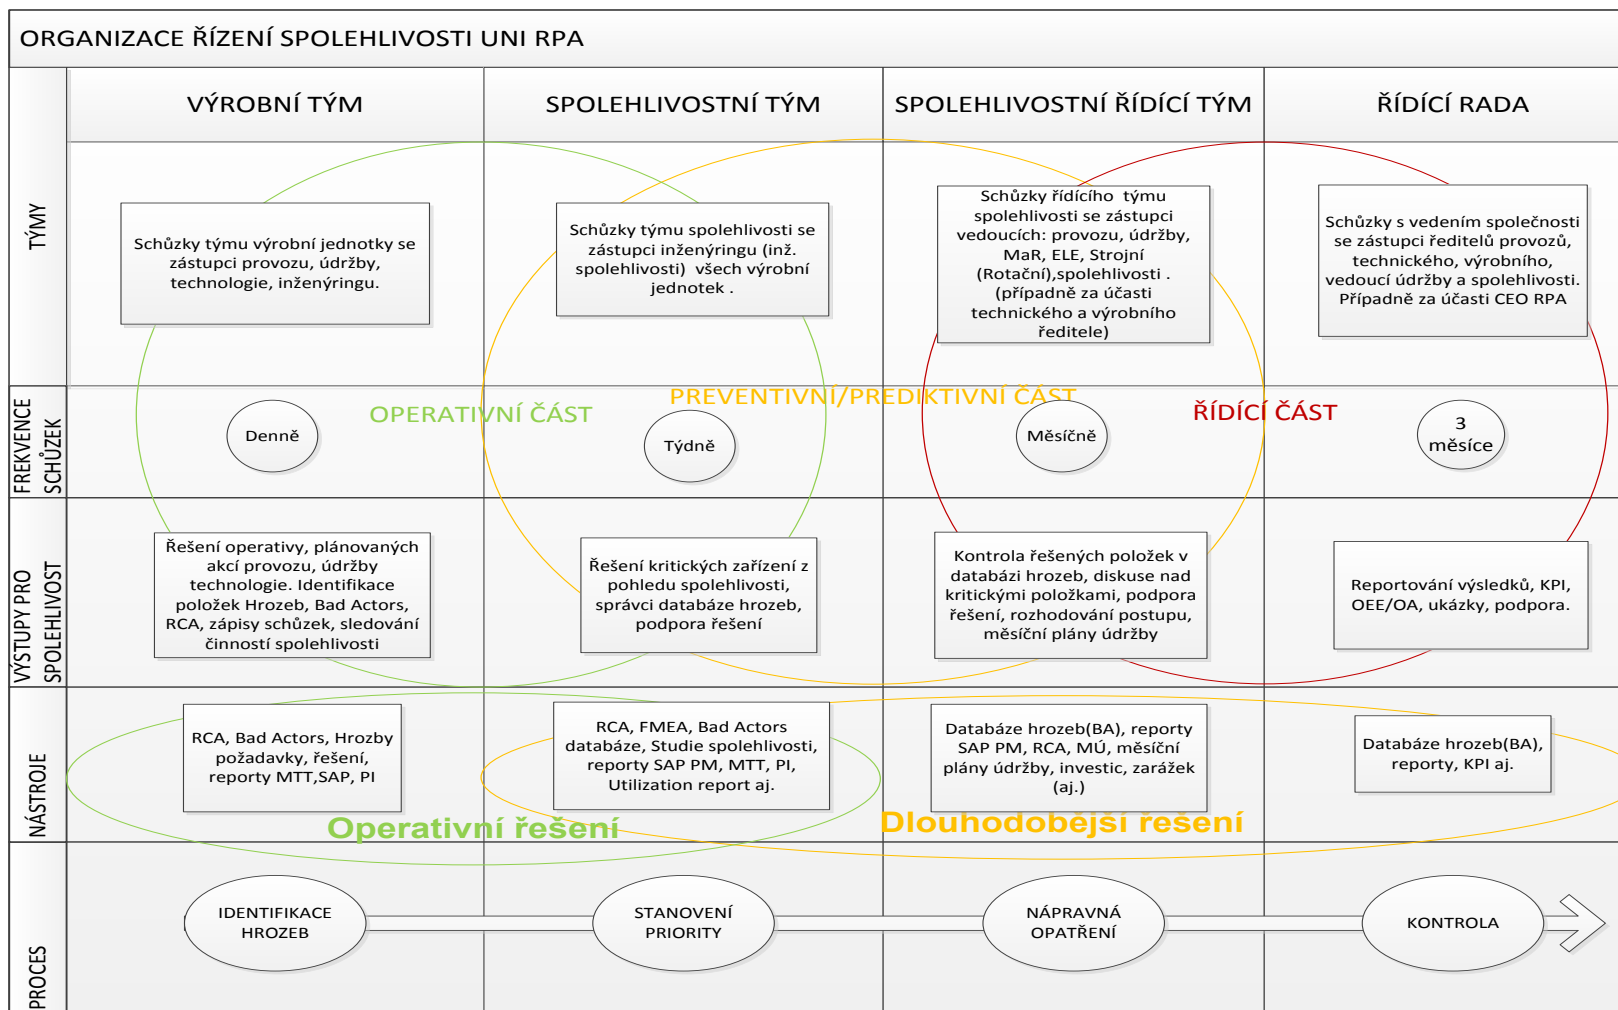 ORGANIZACE ŘÍZENÍ SPOLEHLIVOSTI UNI RPA
VÝROBNÍ TÝM
SPOLEHLIVOSTNÍ TÝM
SPOLEHLIVOSTNÍ ŘÍDÍCÍ TÝM
ŘÍDÍCÍ RADA
TÝMY
Schůzky týmu výrobní jednotky se
zástupci provozu, údržby,
technologie, inženýringu.
Schůzky týmu spolehlivosti se
zástupci inženýringu (inž.
spolehlivosti) všech výrobní
jednotek .
Schůzky řídícího týmu
spolehlivosti se zástupci
vedoucích: provozu, údržby,
MaR, ELE, Strojní
(Rotační),spolehlivosti .
(případně za účasti
technického a výrobního
ředitele)
Schůzky s vedením společnosti
se zástupci ředitelů provozů,
technického, výrobního,
vedoucí údržby a spolehlivosti.
Případně za účasti CEO RPA
FREKVENCE
SCHŮZEK
OPERATIVNÍ ČÁST
PREVENTIVNÍ/PREDIKTIVNÍ ČÁST
ŘÍDÍCÍ ČÁST
Denně
Týdně
Měsíčně
3
měsíce
VÝSTUPY PRO
SPOLEHLIVOST
Řešení operativy, plánovaných
akcí provozu, údržby
technologie. Identifikace
položek Hrozeb, Bad Actors,
RCA, zápisy schůzek, sledování
činností spolehlivosti
Řešení kritických zařízení z
pohledu spolehlivosti,
správci databáze hrozeb,
podpora řešení
Kontrola řešených položek v
databázi hrozeb, diskuse nad
kritickými položkami, podpora
řešení, rozhodování postupu,
měsíční plány údržby
Reportování výsledků, KPI,
OEE/OA, ukázky, podpora.
NÁSTROJE
RCA, Bad Actors, Hrozby
požadavky, řešení,
reporty MTT,SAP, PI
RCA, FMEA, Bad Actors
databáze, Studie spolehlivosti,
reporty SAP PM, MTT, PI,
Utilization report aj.
Databáze hrozeb(BA), reporty
SAP PM, RCA, MÚ, měsíční
plány údržby, investic, zarážek
(aj.)
Databáze hrozeb(BA),
reporty, KPI aj.
Operativní řešení
Dlouhodobější řešení
PROCES
IDENTIFIKACE
HROZEB
STANOVENÍ
PRIORITY
NÁPRAVNÁ
OPATŘENÍ
KONTROLA